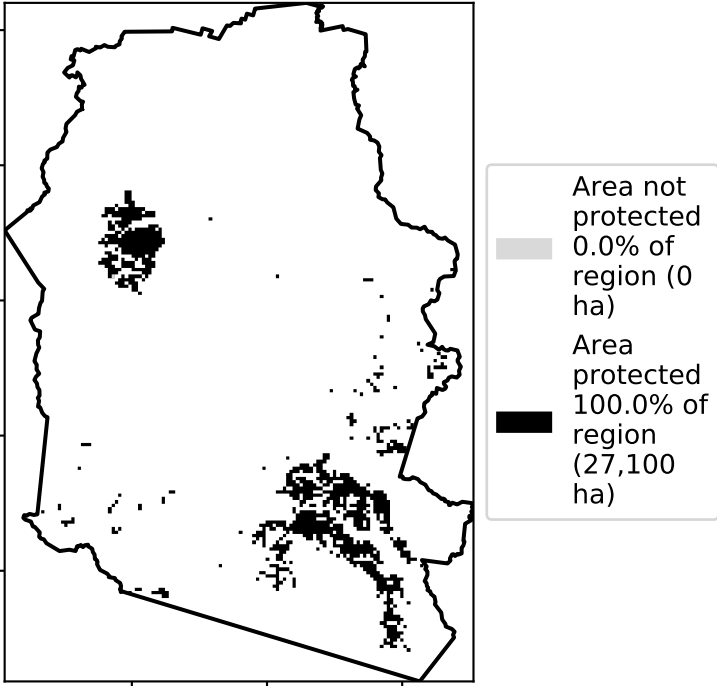 Area not
protected
0.0% of
region (0
ha)
Area
protected
100.0% of
region
(27,100
ha)